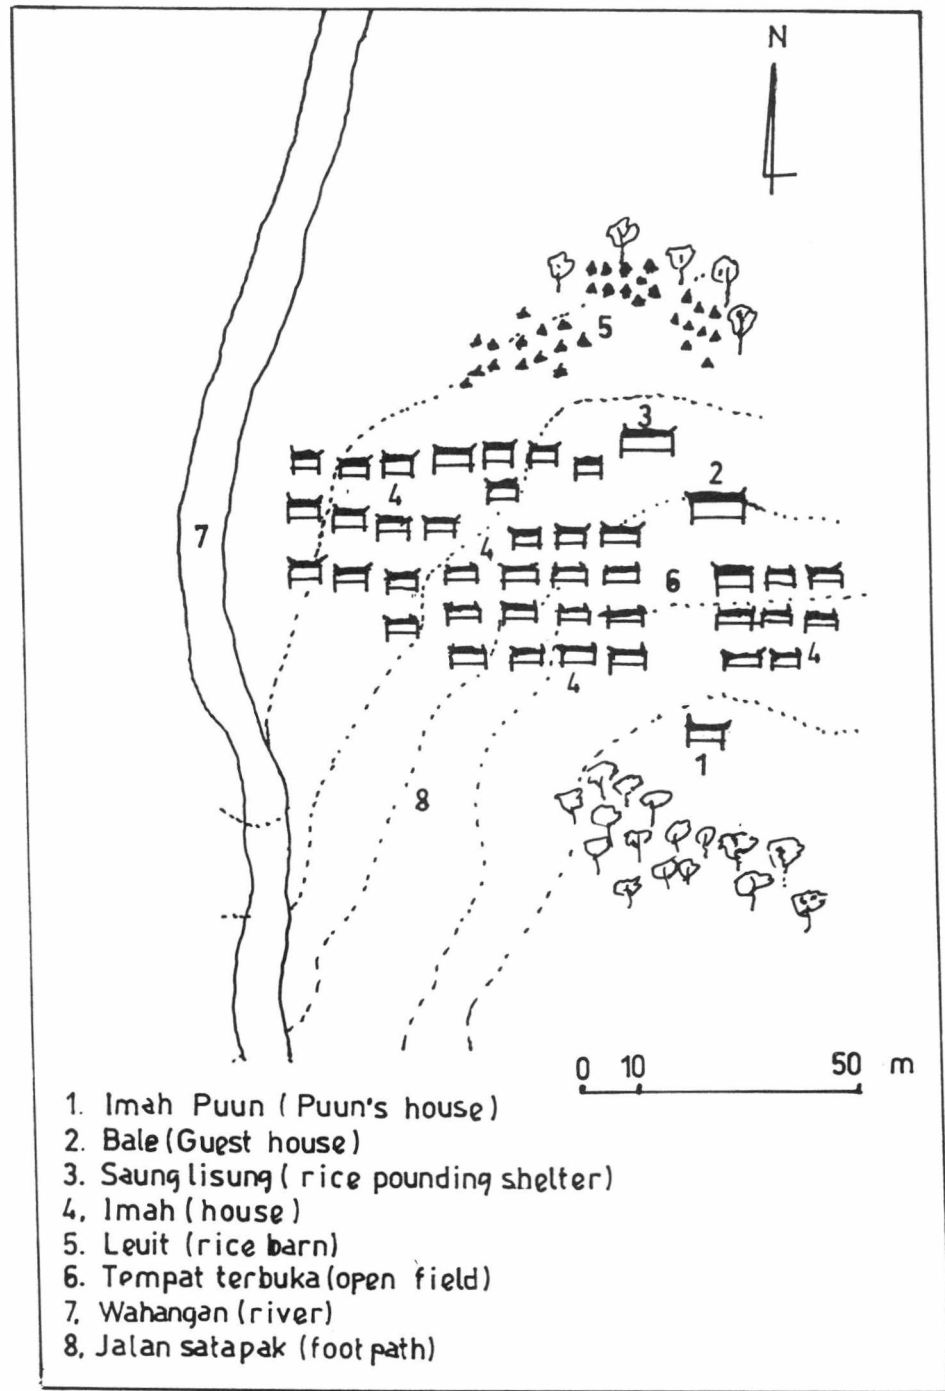 N
5
3
2
4
7
4
6
4
4
1
8
0 10 50 m
1. Imah Puun (Puun's house)
2. Bale (Guest house)
3. Saung lisung (rice pounding shelter)
4. Imah (house)
5. Leuit (rice barn)
6. Tempat terbuka (open field)
7. Wahangan (river)
8. Jalan satapak (foot path)